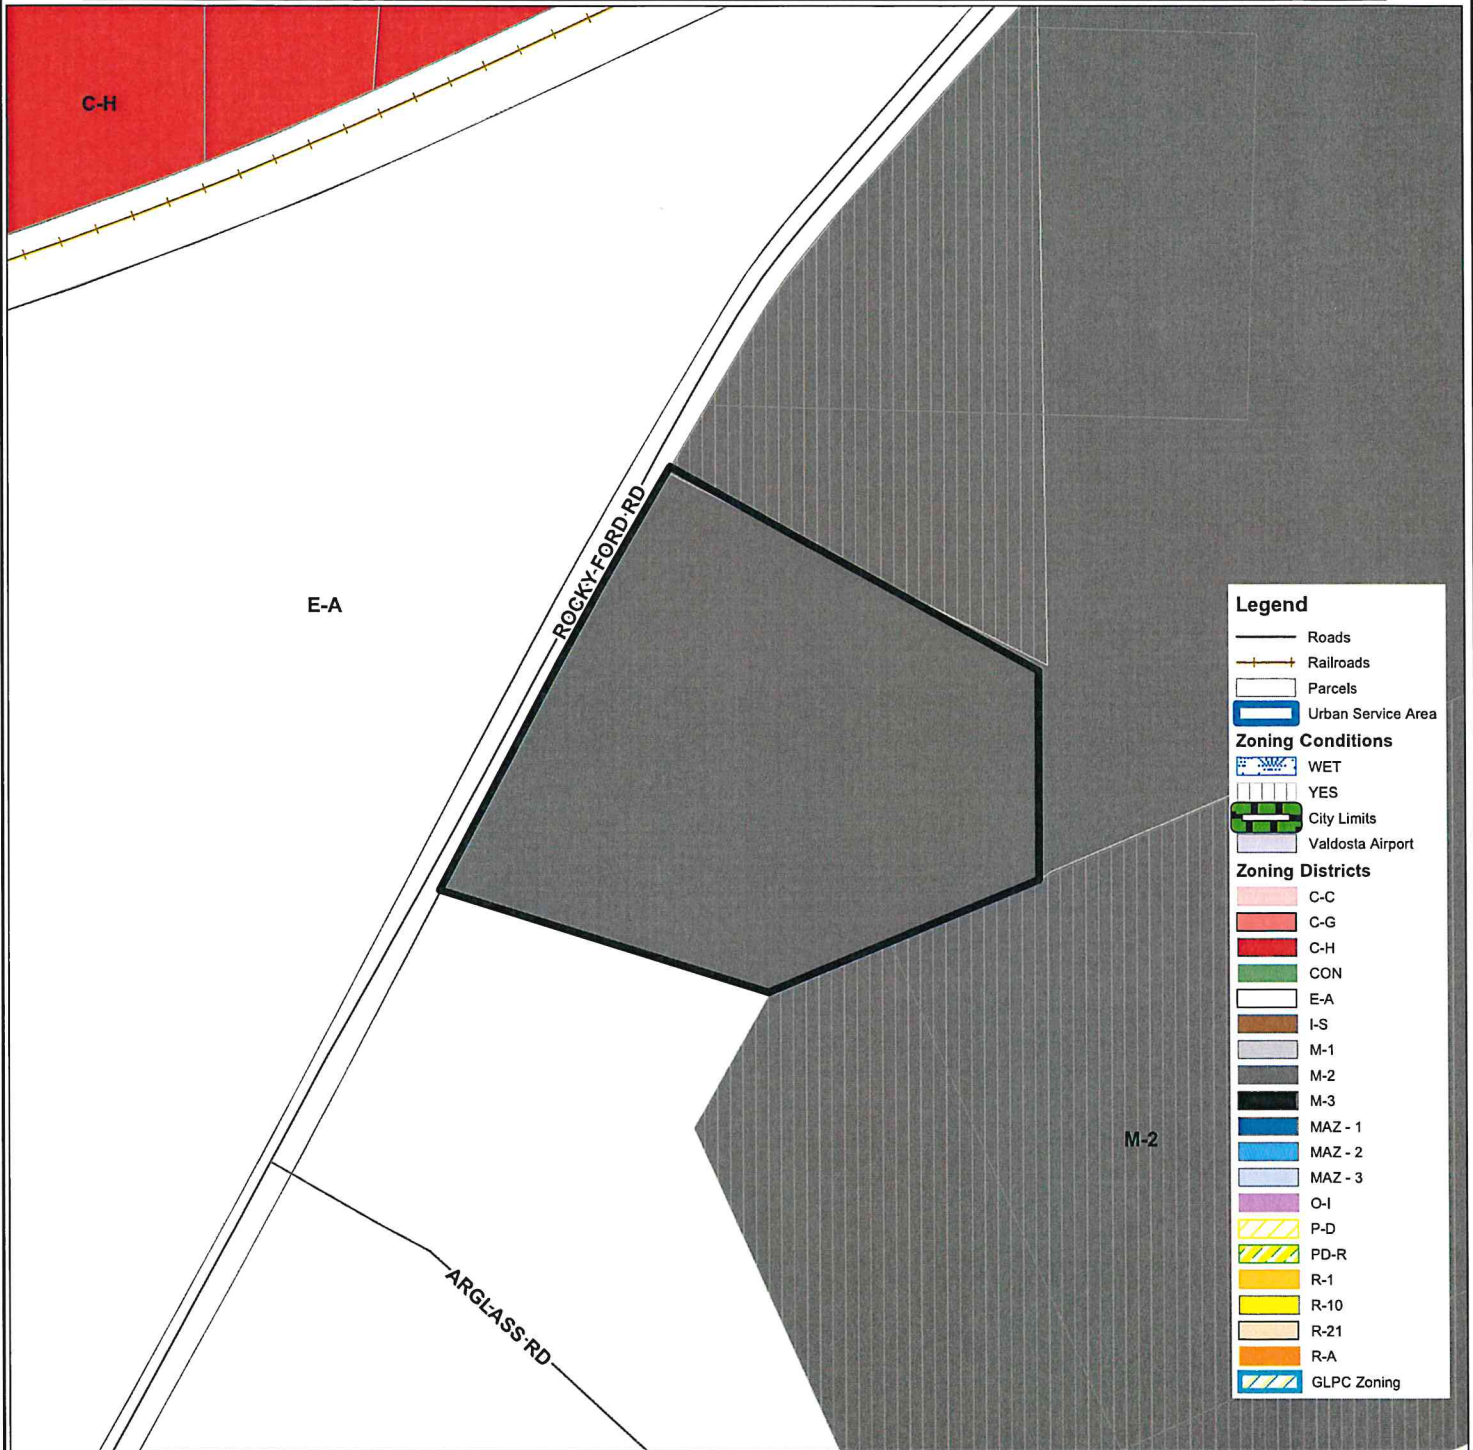 C-H
E-A
ROCKY FORD RD
ARGLASS RD
M-2
Legend
Roads
Railroads
Parcels
Urban Service Area
Zoning Conditions
WET
YES
City Limits
Valdosta Airport
Zoning Districts
C-C
C-G
C-H
CON
E-A
I-S
M-1
M-2
M-3
MAZ - 1
MAZ - 2
MAZ - 3
O-I
P-D
PD-R
R-1
R-10
R-21
R-A
GLPC Zoning